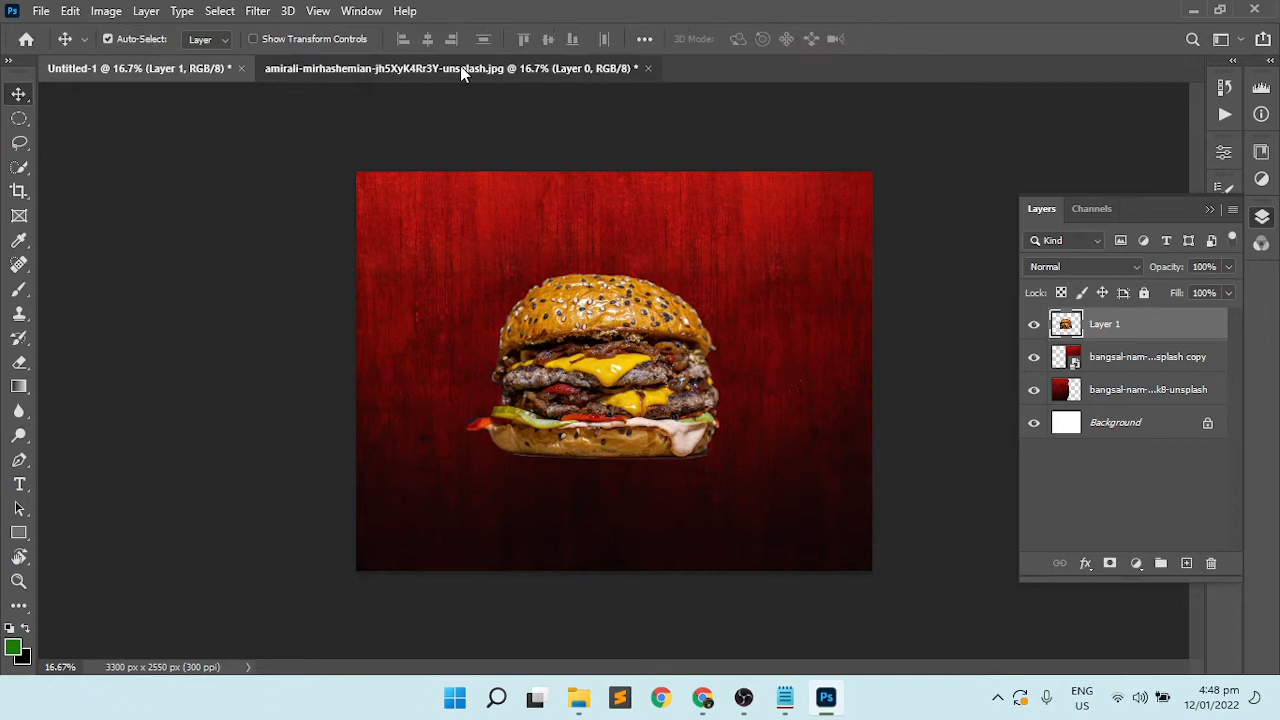 Ps File Edit Image Layer Type Select Filter 3D View Window Help
Auto-Select: Layer Show Transform Controls 3D Mode:
Untitled-1 @ 16.7% (Layer 1, RGB/8) * × amirali-mirhashemian-jh5XyK4Rr3Y-unsplash.jpg @ 16.7% (Layer 0, RGB/8) * ×
Layers Channels
Kind
Normal Opacity: 100%
Lock: Fill: 100%
Layer 1
bangsal-nam...splash copy
bangsal-nam...k8-unsplash
Background
fx
16.67% 3300 px x 2550 px (300 ppi)
Ps ENG 4:48 pm
US 12/01/2022